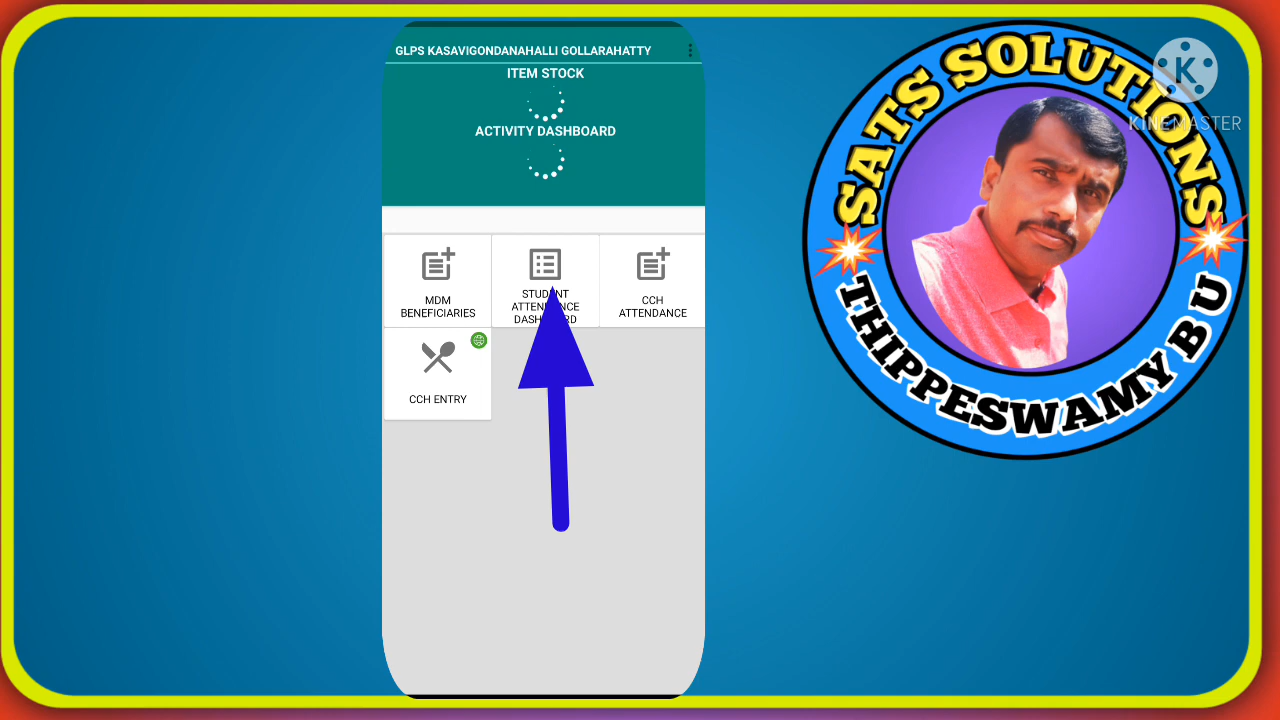 GLPS KASAVIGONDANAHALLI GOLLARAHATTY
ITEM STOCK
ACTIVITY DASHBOARD
MDM
BENEFICIARIES
STUDENT
ATTENDANCE
DASHBOARD
CCH
ATTENDANCE
CCH ENTRY
SATS SOLUTIONS
THIPPESWAMY B U
K
KINEMASTER